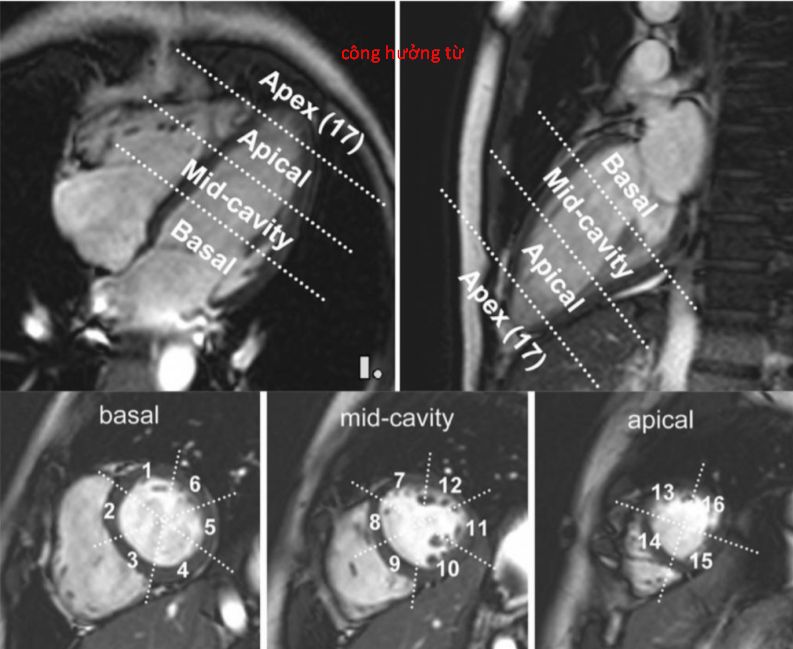 công hưởng từ
Apex (17)
Apical
Mid-cavity
Basal
I.
Basal
Mid-cavity
Apical
Apex (17)
basal
1
6
2
5
3
4
mid-cavity
7
12
8
11
9
10
apical
13
16
14
15